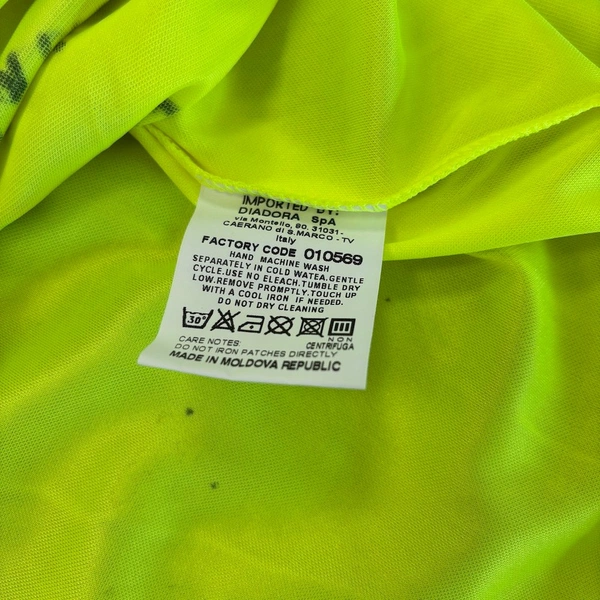 IMPORTED BY:
DIADORA SpA
via Montello, 80. 31031-
CAERANO di S.MARCO - TV
Italy
FACTORY CODE 010569
HAND MACHINE WASH
SEPARATELY IN COLD WATEA.GENTLE
CYCLE.USE NO ELEACH.TUMBLE DRY
LOW.REMOVE PROMPTLY.TOUCH UP
WITH A COOL IRON IF NEEDED.
DO NOT DRY CLEANING
30°
NON
CENTRIFUGA
CARE NOTES:
DO NOT IRON PATCHES DIRECTLY
MADE IN MOLDOVA REPUBLIC